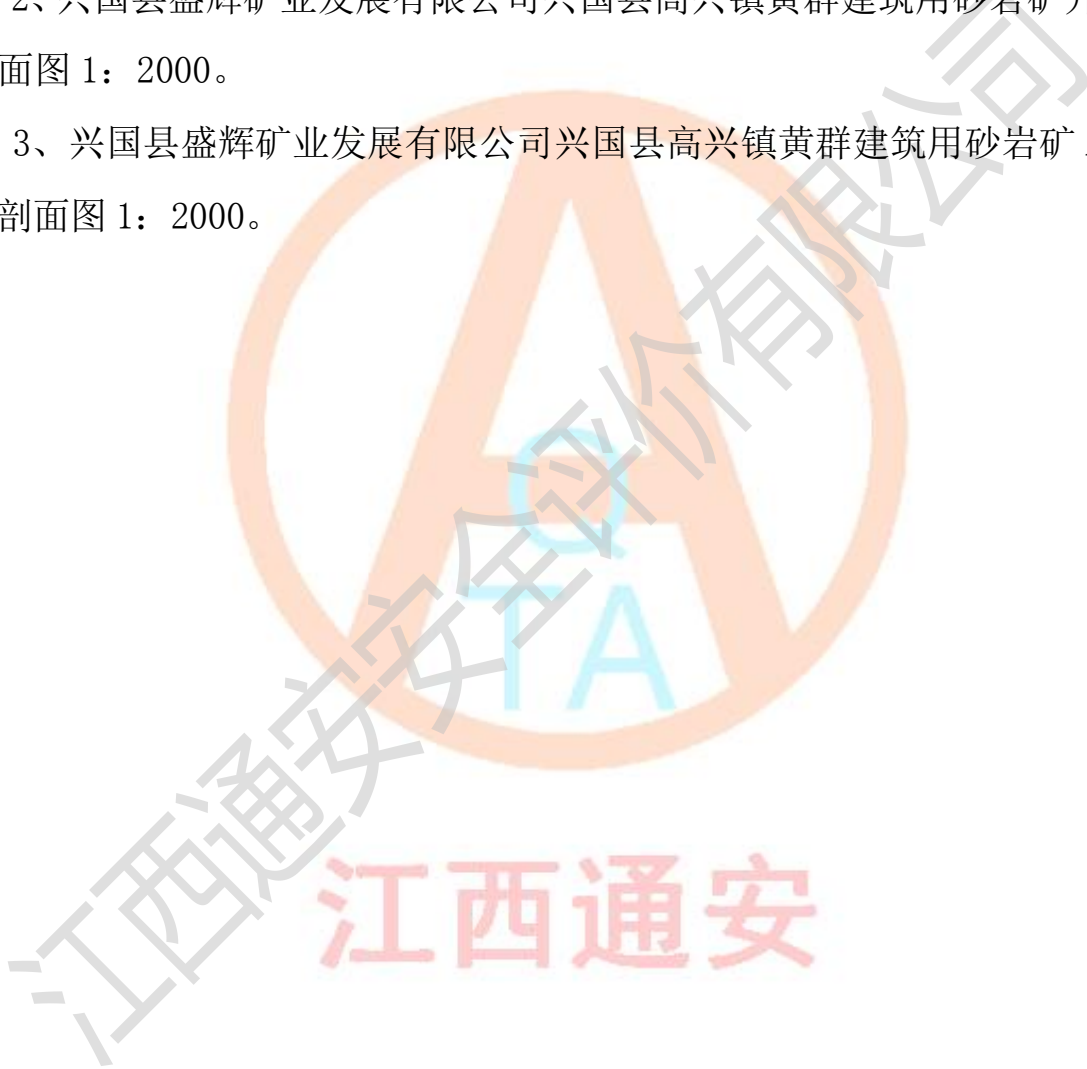 2、兴国县盛辉矿业发展有限公司兴国县高兴镇黄群建筑用砂岩矿
面图 1：2000。
3、兴国县盛辉矿业发展有限公司兴国县高兴镇黄群建筑用砂岩矿
剖面图 1：2000。
A
Q
TA
江西通安
江西通安安全评价有限公司